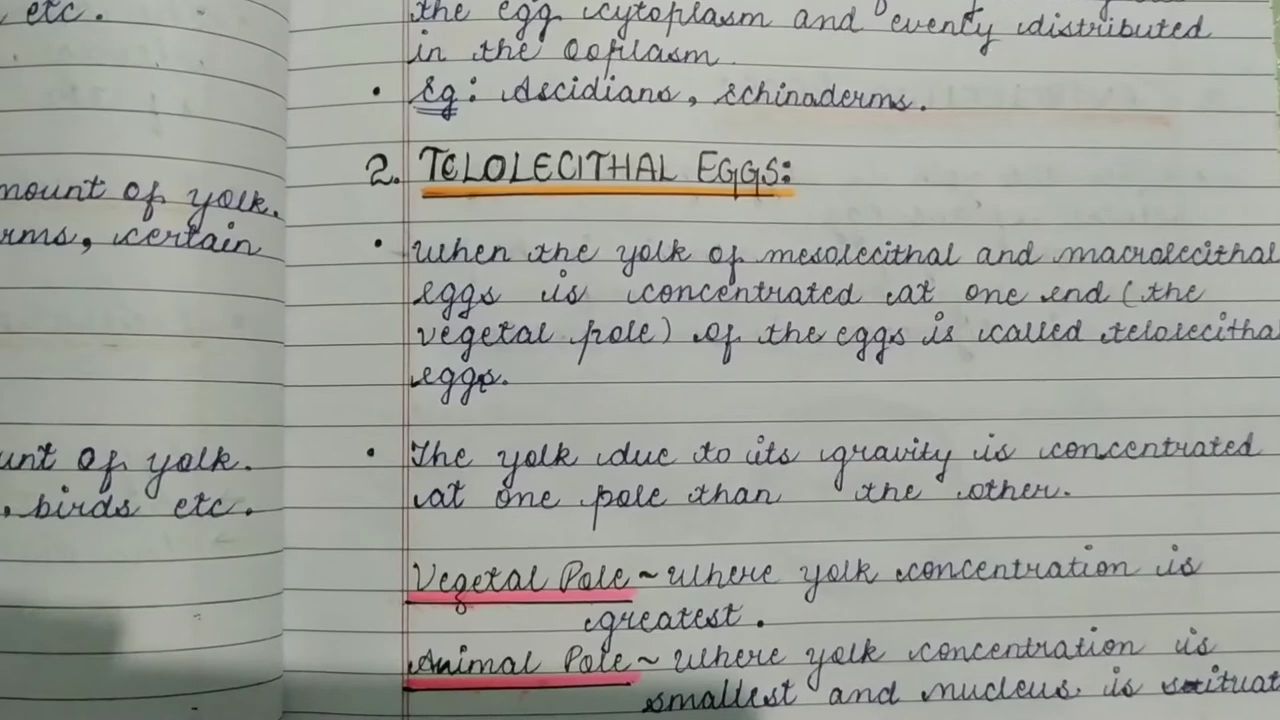 etc.
mount of yolk.
rms, certain
unt of yolk.
. birds etc.
the egg cytoplasm and evenly distributed
in the ooplasm
• Eg: Ascidians, Echinoderms.
2. TELOLECITHAL EGGS:
• When the yolk of mesolecithal and macrolecithal
eggs is concentrated at one end (the
vegetal pole) of the eggs is called telolecitha
eggs.
• The yolk due to its gravity is concentrated
at one pole than the other.
Vegetal Pole ~ Where yolk concentration is
greatest.
Animal Pole ~ Where yolk concentration is
smallest and nucleus is situat